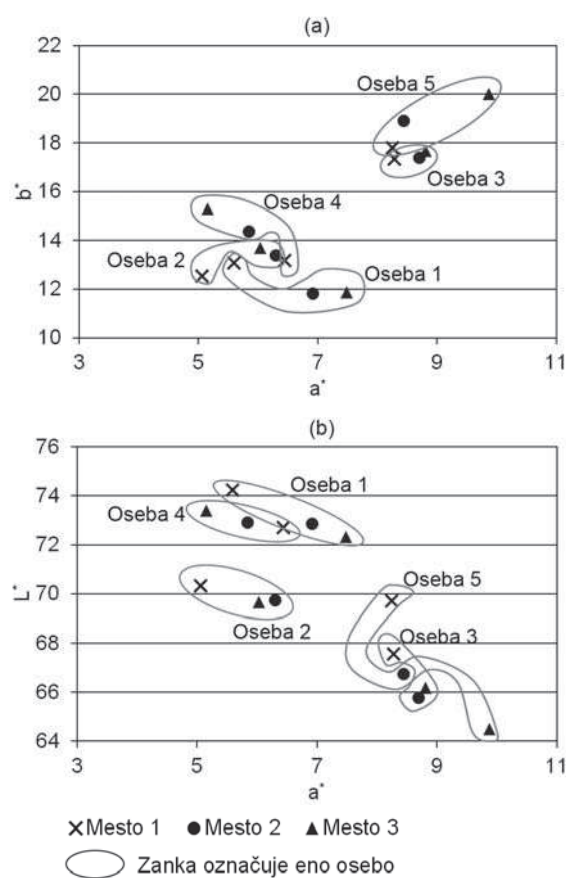 (a)
22
20
18
16
14
12
10
b*
Oseba 5
Oseba 3
Oseba 4
Oseba 2
Oseba 1
3 5 7 9 11
a*
(b)
76
74
72
70
68
66
64
L*
Oseba 1
Oseba 4
Oseba 5
Oseba 3
Oseba 2
3 5 7 9 11
a*
Mesto 1 Mesto 2 Mesto 3
Zanka označuje eno osebo